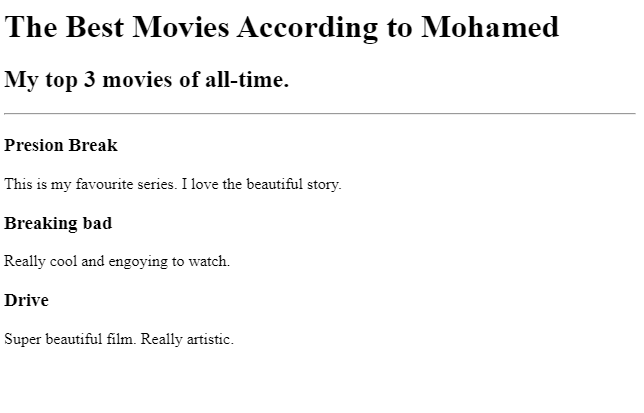 The Best Movies According to Mohamed
My top 3 movies of all-time.
Presion Break
This is my favourite series. I love the beautiful story.
Breaking bad
Really cool and engoying to watch.
Drive
Super beautiful film. Really artistic.